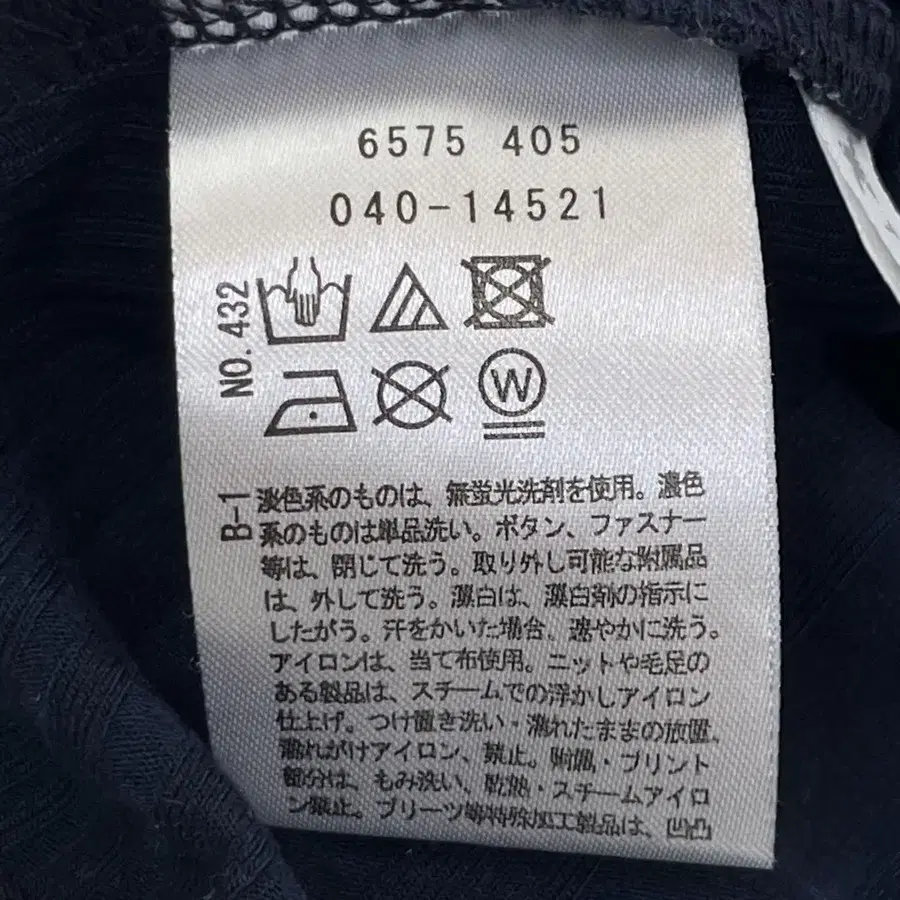 6575 405
040-14521
NO.432
W
B-1
淡色系のものは、無蛍光洗剤を使用。濃色
系のものは単品洗い。ボタン、ファスナー
等は、閉じて洗う。取り外し可能な附属品
は、外して洗う。漂白は、漂白剤の指示に
したがう。汗をかいた場合、速やかに洗う。
アイロンは、当て布使用。ニットや毛足の
ある製品は、スチームでの浮かしアイロン
仕上げ。つけ置き洗い・濡れたままの放置、
濡れがけアイロン、禁止。附属・プリント
部分は、もみ洗い、乾熱・スチームアイロ
ン禁止。プリーツ等特殊加工製品は、凸凹